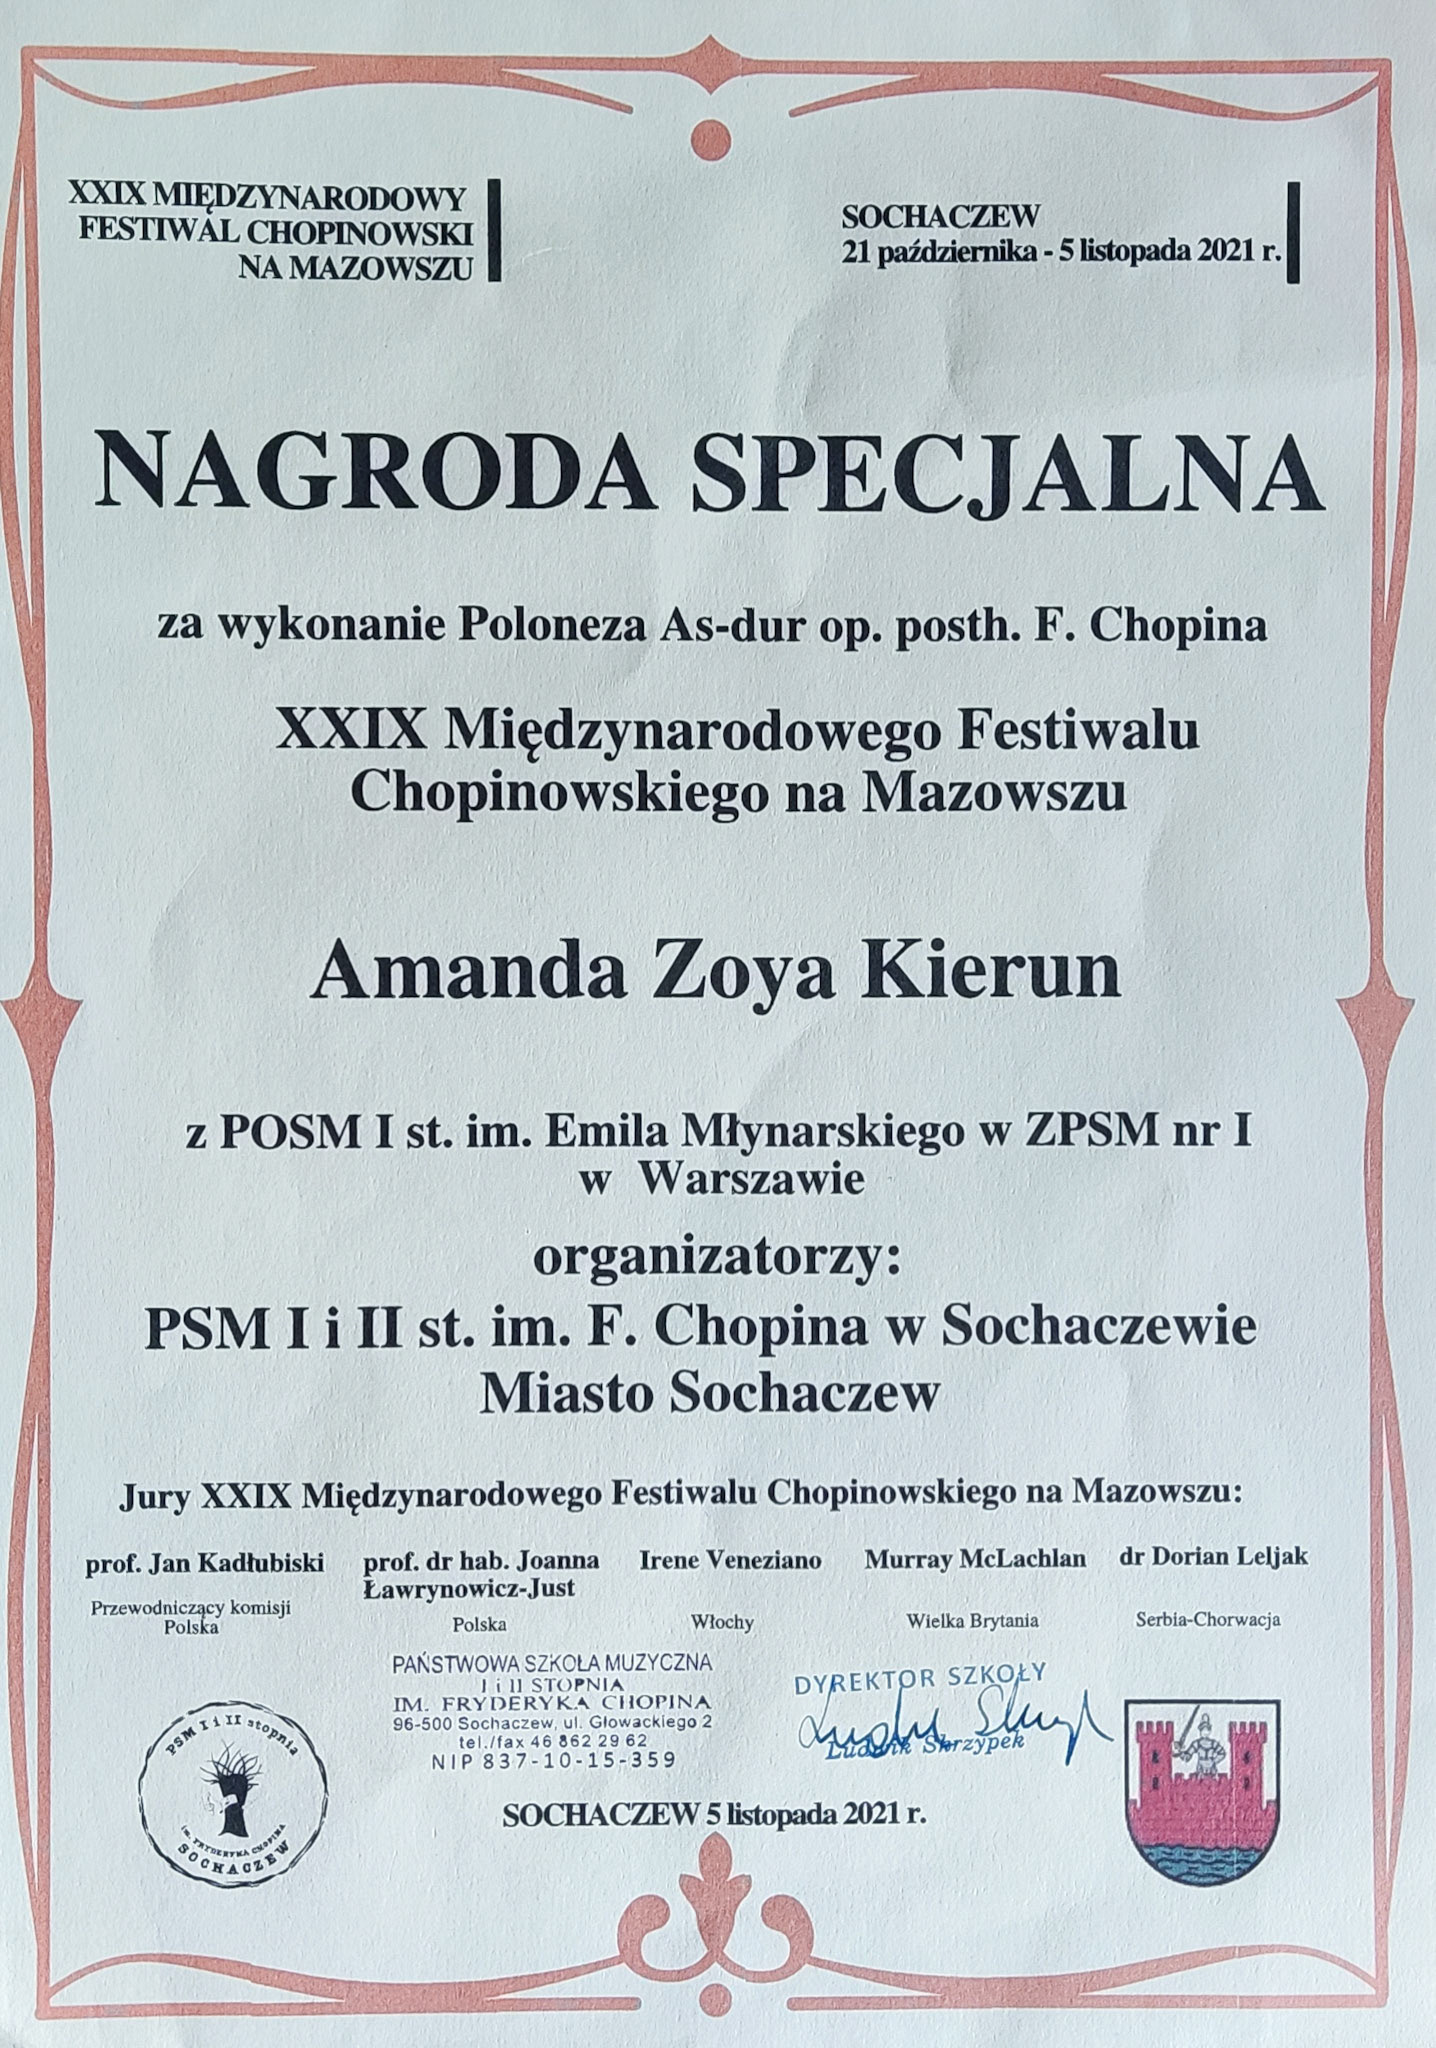 XXIX MIĘDZYNARODOWY
FESTIWAL CHOPINOWSKI
NA MAZOWSZU
SOCHACZEW
21 października - 5 listopada 2021 r.
NAGRODA SPECJALNA
za wykonanie Poloneza As-dur op. posth. F. Chopina
XXIX Międzynarodowego Festiwalu
Chopinowskiego na Mazowszu
Amanda Zoya Kierun
z POSM I st. im. Emila Młynarskiego w ZPSM nr I
w Warszawie
organizatorzy:
PSM I i II st. im. F. Chopina w Sochaczewie
Miasto Sochaczew
Jury XXIX Międzynarodowego Festiwalu Chopinowskiego na Mazowszu:
prof. Jan Kadłubiski
Przewodniczący komisji
Polska
prof. dr hab. Joanna
Ławrynowicz-Just
Polska
Irene Veneziano
Włochy
Murray McLachlan
Wielka Brytania
dr Dorian Leljak
Serbia-Chorwacja
PAŃSTWOWA SZKOŁA MUZYCZNA
I i II STOPNIA
IM. FRYDERYKA CHOPINA
96-500 Sochaczew, ul. Głowackiego 2
tel./fax 46 862 29 62
NIP 837-10-15-359
DYREKTOR SZKOŁY
Ludwik Skrzypek
PSM I i II stopnia
im. FRYDERYKA CHOPINA
SOCHACZEW
SOCHACZEW 5 listopada 2021 r.